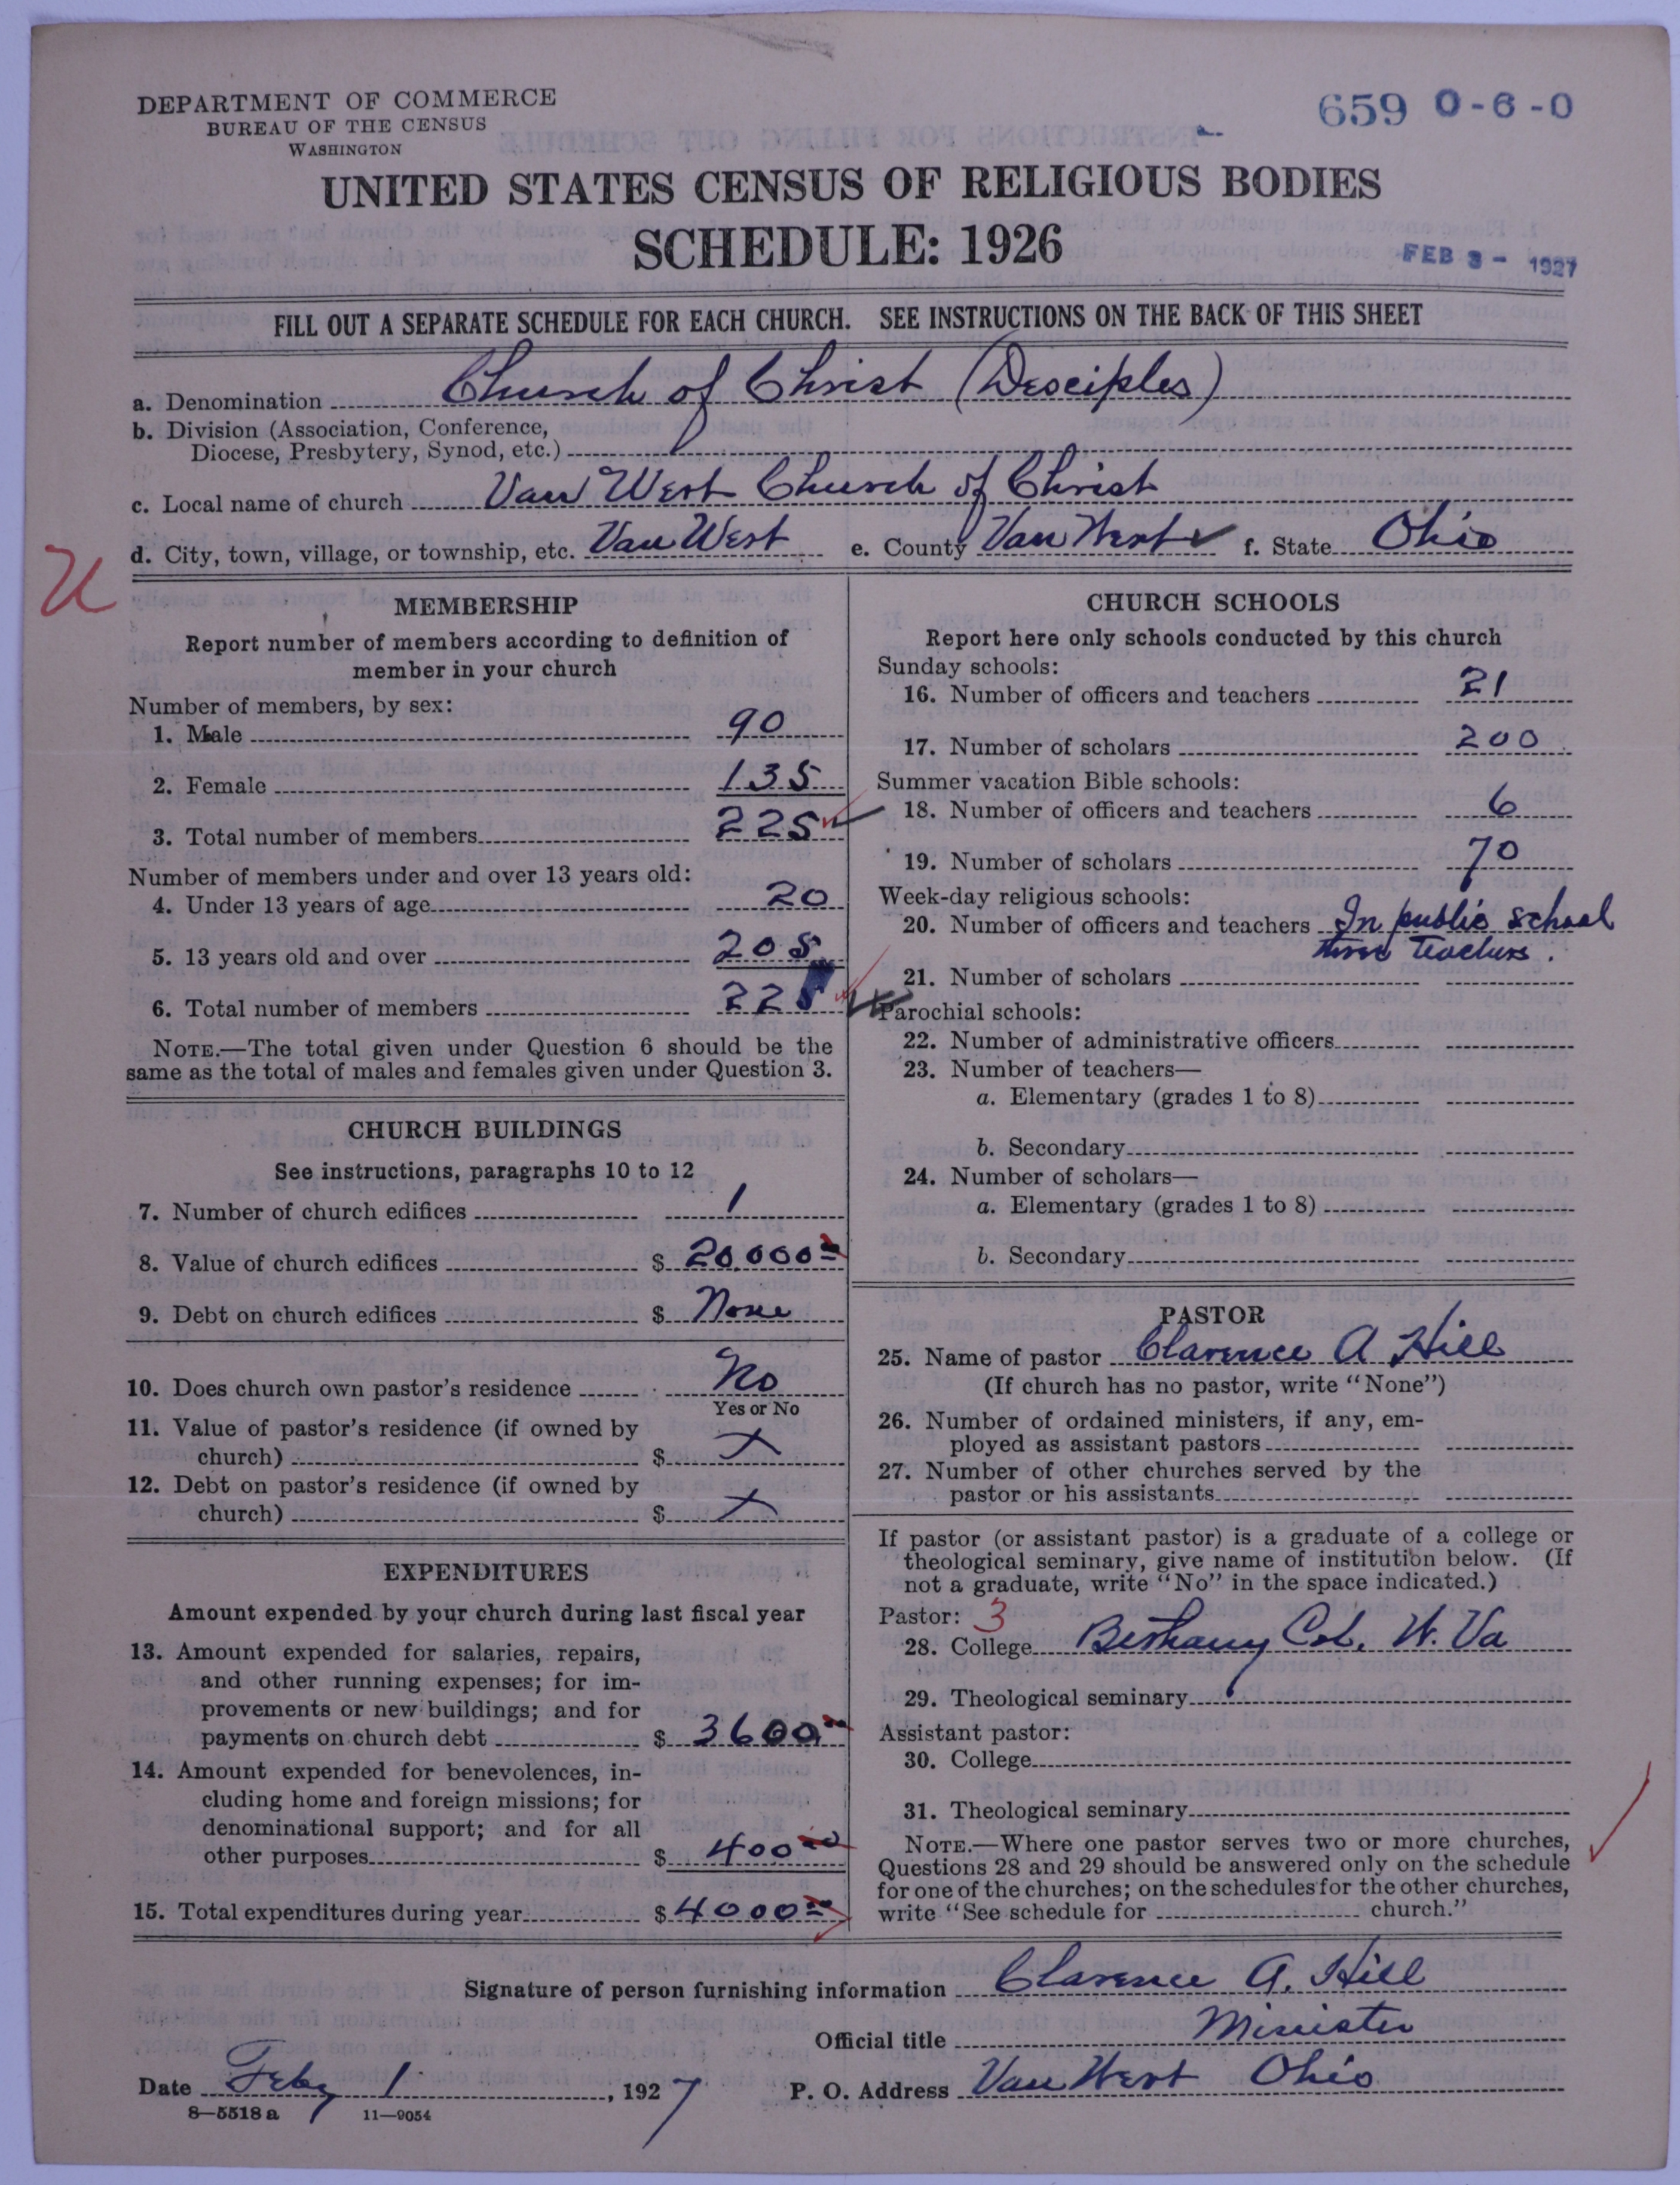 DEPARTMENT OF COMMERCE
BUREAU OF THE CENSUS
WASHINGTON
659 0-6-0
UNITED STATES CENSUS OF RELIGIOUS BODIES
SCHEDULE: 1926
FEB 3 - 1927
FILL OUT A SEPARATE SCHEDULE FOR EACH CHURCH. SEE INSTRUCTIONS ON THE BACK OF THIS SHEET
a. Denomination Church of Christ (Desciples)
b. Division (Association, Conference,
Diocese, Presbytery, Synod, etc.)
c. Local name of church Van Wert Church of Christ
d. City, town, village, or township, etc. Van Wert e. County Van Wert f. State Ohio
U
MEMBERSHIP
Report number of members according to definition of
member in your church
Number of members, by sex:
1. Male 90
2. Female 135
3. Total number of members 225
Number of members under and over 13 years old:
4. Under 13 years of age 20
5. 13 years old and over 205
6. Total number of members 225
NOTE.—The total given under Question 6 should be the
same as the total of males and females given under Question 3.
CHURCH BUILDINGS
See instructions, paragraphs 10 to 12
7. Number of church edifices 1
8. Value of church edifices $ 20,000
9. Debt on church edifices $ None
10. Does church own pastor's residence No
Yes or No
11. Value of pastor's residence (if owned by
church) $ X
12. Debt on pastor's residence (if owned by
church) $ X
EXPENDITURES
Amount expended by your church during last fiscal year
13. Amount expended for salaries, repairs,
and other running expenses; for im-
provements or new buildings; and for
payments on church debt $ 3600
14. Amount expended for benevolences, in-
cluding home and foreign missions; for
denominational support; and for all
other purposes $ 400
15. Total expenditures during year $ 4000
CHURCH SCHOOLS
Report here only schools conducted by this church
Sunday schools:
16. Number of officers and teachers 21
17. Number of scholars 200
Summer vacation Bible schools:
18. Number of officers and teachers 6
19. Number of scholars 70
Week-day religious schools:
20. Number of officers and teachers In public school
three teachers.
21. Number of scholars
Parochial schools:
22. Number of administrative officers
23. Number of teachers—
a. Elementary (grades 1 to 8)
b. Secondary
24. Number of scholars—
a. Elementary (grades 1 to 8)
b. Secondary
PASTOR
25. Name of pastor Clarence A Hill
(If church has no pastor, write "None")
26. Number of ordained ministers, if any, em-
ployed as assistant pastors
27. Number of other churches served by the
pastor or his assistants
If pastor (or assistant pastor) is a graduate of a college or
theological seminary, give name of institution below. (If
not a graduate, write "No" in the space indicated.)
Pastor: 3
28. College Bethany Col. W. Va
29. Theological seminary
Assistant pastor:
30. College
31. Theological seminary
NOTE.—Where one pastor serves two or more churches,
Questions 28 and 29 should be answered only on the schedule
for one of the churches; on the schedules for the other churches,
write "See schedule for church."
Signature of person furnishing information Clarence A. Hill
Official title Minister
Date Feby 1, 1927 P. O. Address Van Wert Ohio
8—5518 a 11—9054